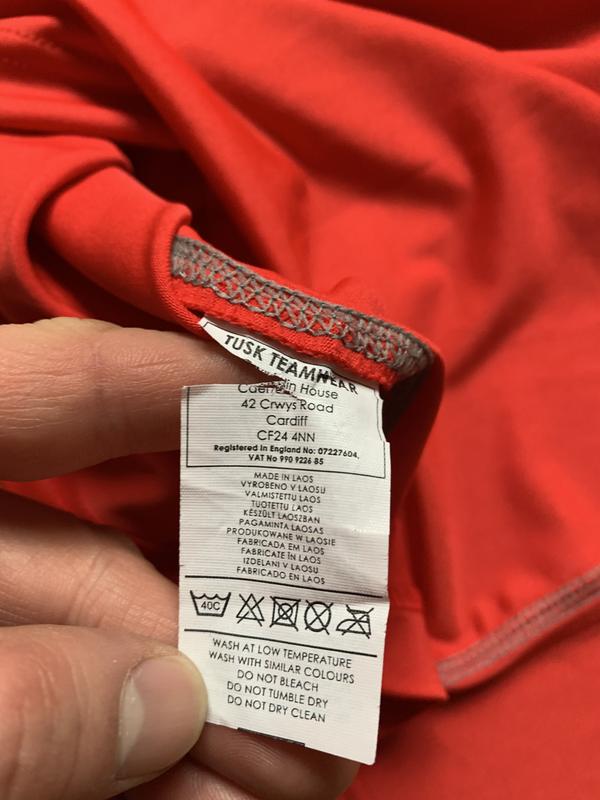 TUSK TEAMWEAR
House
42 Crwys Road
Cardiff
CF24 4NN
Registered in England No: 07227604,
VAT No 990 9226 85
MADE IN LAOS
VYROBENO V LAOSU
VALMISTETTU LAOT
TUOTETTU LAOS
KÉSZÜLT LAOSZBAN
PAGAMINTA LAOSAS
PRODUKOWANE W LAOSIE
FABRICADA EM LAOS
FABRICATE ÎN LAOS
IZDELANI V LAOSU
FABRICADO EN LAOS
40C
WASH AT LOW TEMPERATURE
WASH WITH SIMILAR COLOURS
DO NOT BLEACH
DO NOT TUMBLE DRY
DO NOT DRY CLEAN